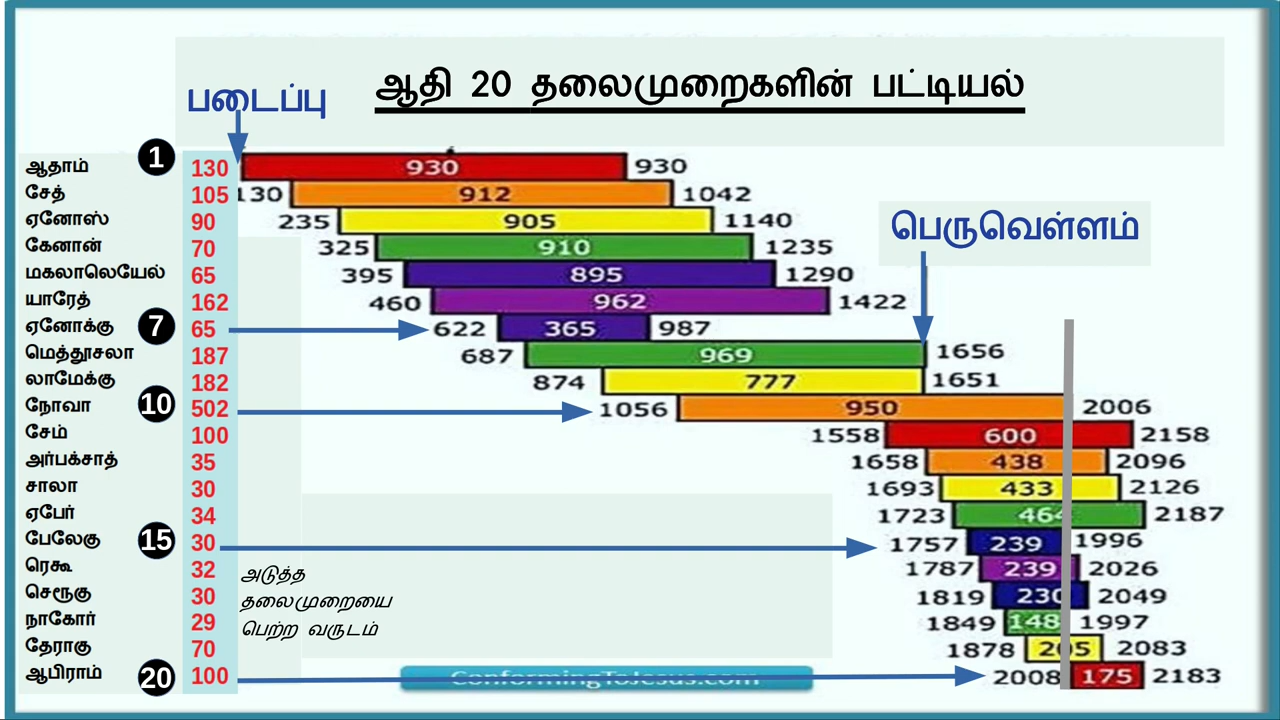 ஆதி 20 தலைமுறைகளின் பட்டியல்
படைப்பு
பெருவெள்ளம்
ஆதாம் 1 130 930 930
சேத் 105 130 912 1042
ஏனோஸ் 90 235 905 1140
கேனான் 70 325 910 1235
மகலாலெயேல் 65 395 895 1290
யாரேத் 162 460 962 1422
ஏனோக்கு 7 65 622 365 987
மெத்தூசலா 187 687 969 1656
லாமேக்கு 182 874 777 1651
நோவா 10 502 1056 950 2006
சேம் 100 1558 600 2158
அர்பக்சாத் 35 1658 438 2096
சாலா 30 1693 433 2126
ஏபேர் 34 1723 464 2187
பேலேகு 15 30 1757 239 1996
ரெகூ 32 1787 239 2026
செரூகு 30 1819 230 2049
நாகோர் 29 1849 148 1997
தேராகு 70 1878 205 2083
ஆபிராம் 20 100 2008 175 2183
அடுத்த
தலைமுறையை
பெற்ற வருடம்
ConformingToJesus.com